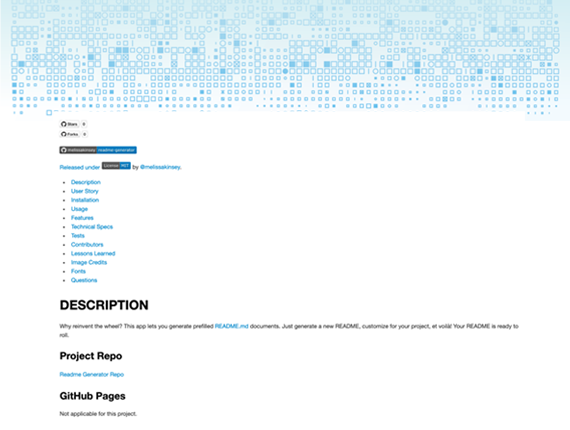 Stars 0
Forks 0
melissakinsey readme-generator
Released under License MIT by @melissakinsey.
Description
User Story
Installation
Usage
Features
Technical Specs
Tests
Contributors
Lessons Learned
Image Credits
Fonts
Questions
DESCRIPTION
Why reinvent the wheel? This app lets you generate prefilled README.md documents. Just generate a new README, customize for your project, et voilá! Your README is ready to
roll.
Project Repo
Readme Generator Repo
GitHub Pages
Not applicable for this project.